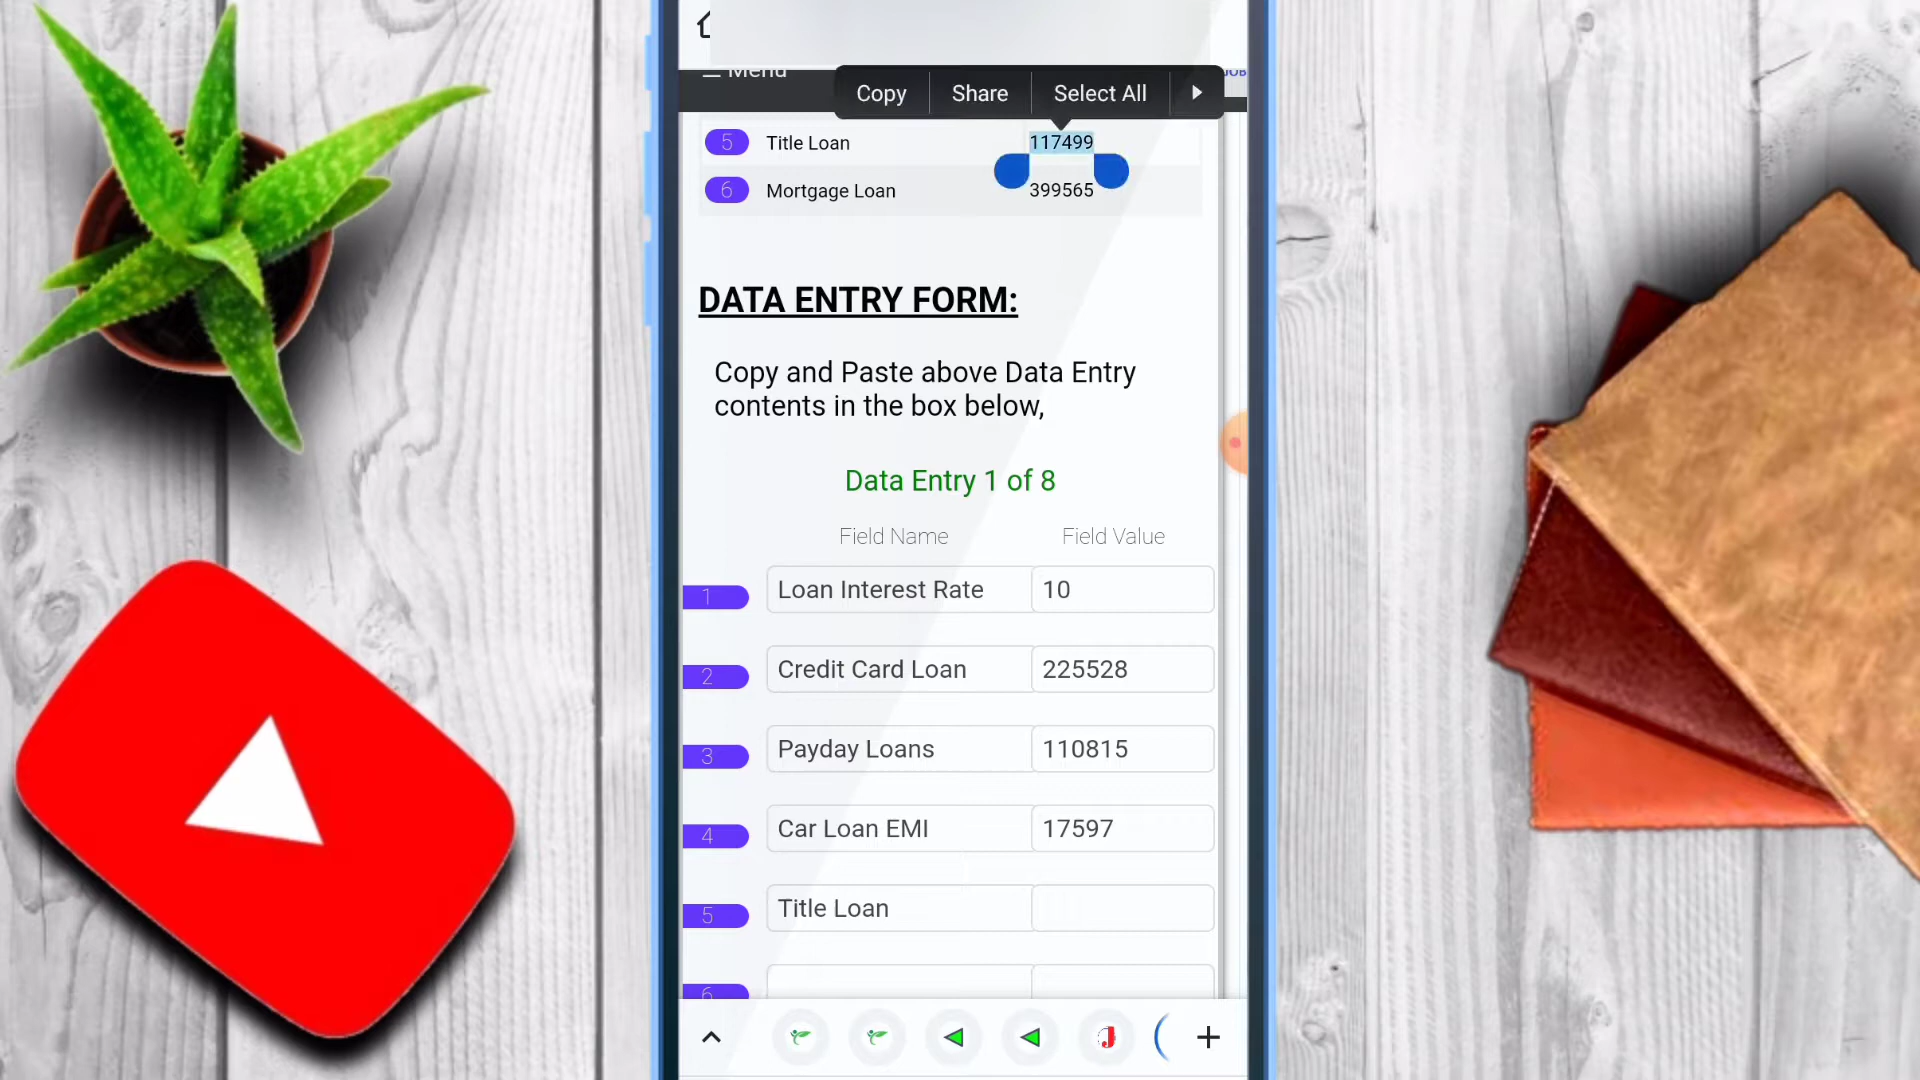 Menu
Copy
Share
Select All
JOB
5 Title Loan 117499
6 Mortgage Loan 399565
DATA ENTRY FORM:
Copy and Paste above Data Entry
contents in the box below,
Data Entry 1 of 8
Field Name Field Value
1 Loan Interest Rate 10
2 Credit Card Loan 225528
3 Payday Loans 110815
4 Car Loan EMI 17597
5 Title Loan
6